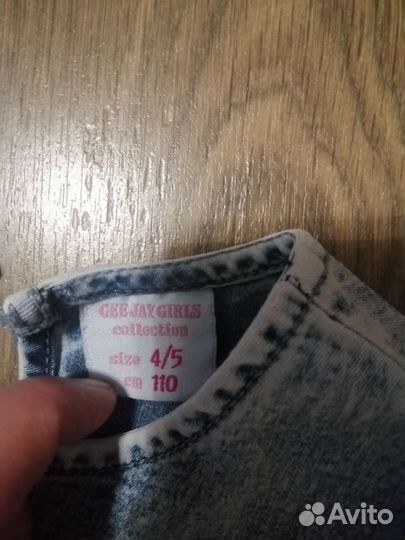 GEEJAY GIRLS
collection
size 4/5
cm 110
Avito